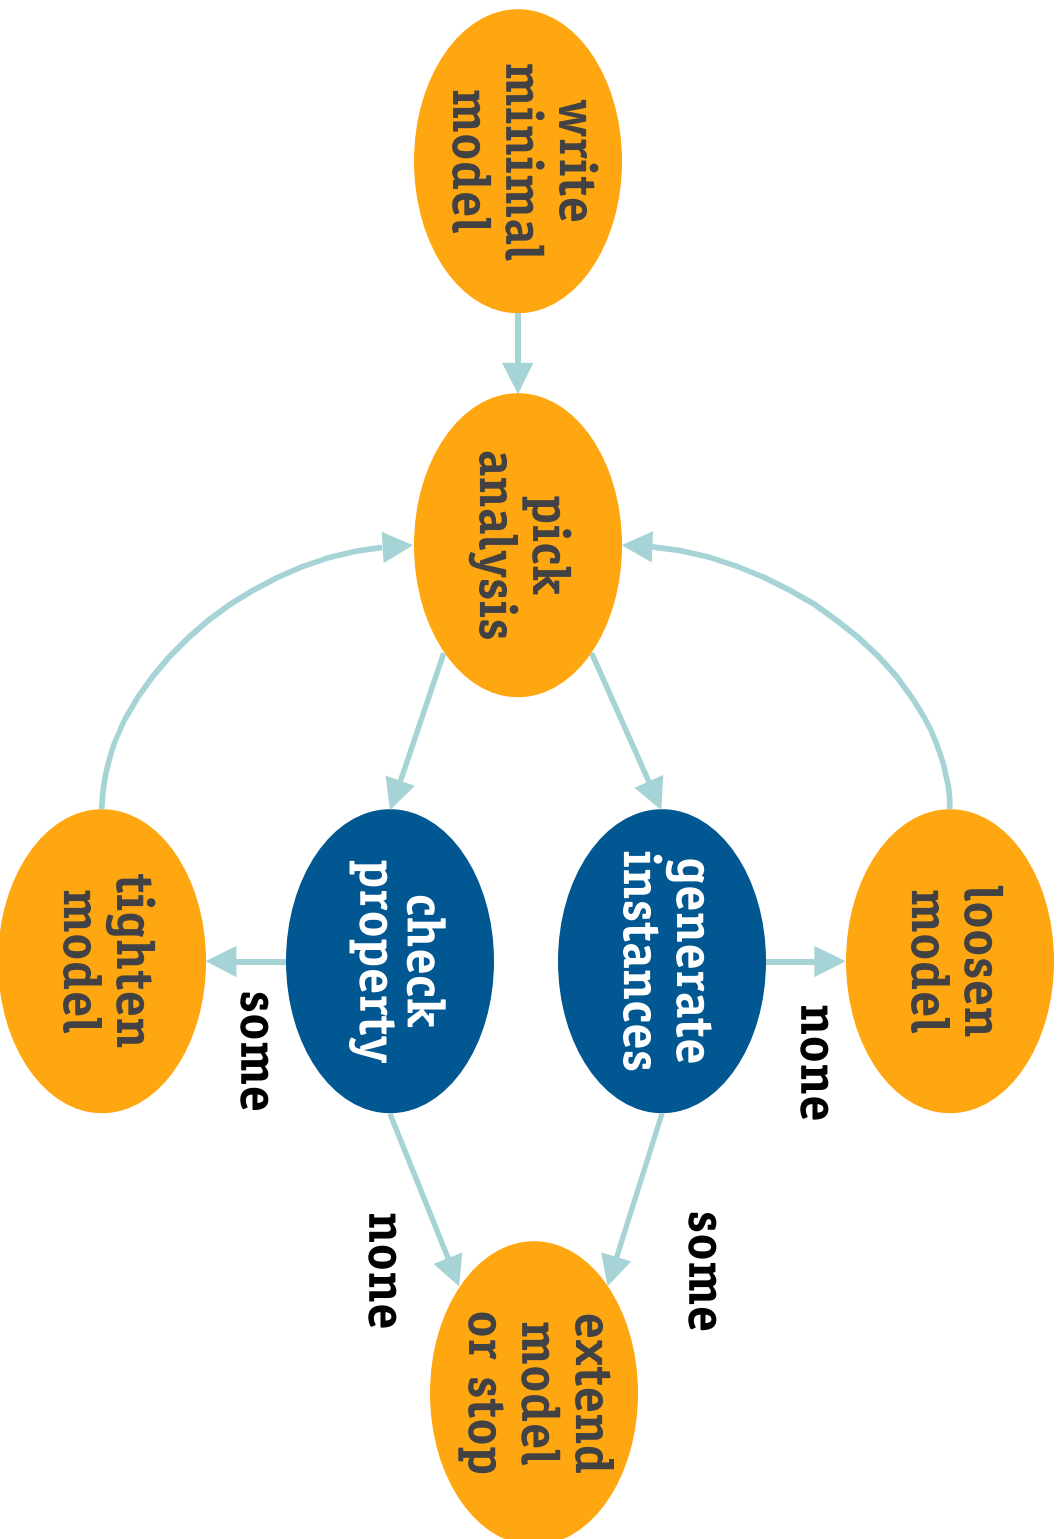 write
minimal
model
pick
analysis
loosen
model
none
generate
instances
some
check
property
none
some
tighten
model
extend
model
or stop